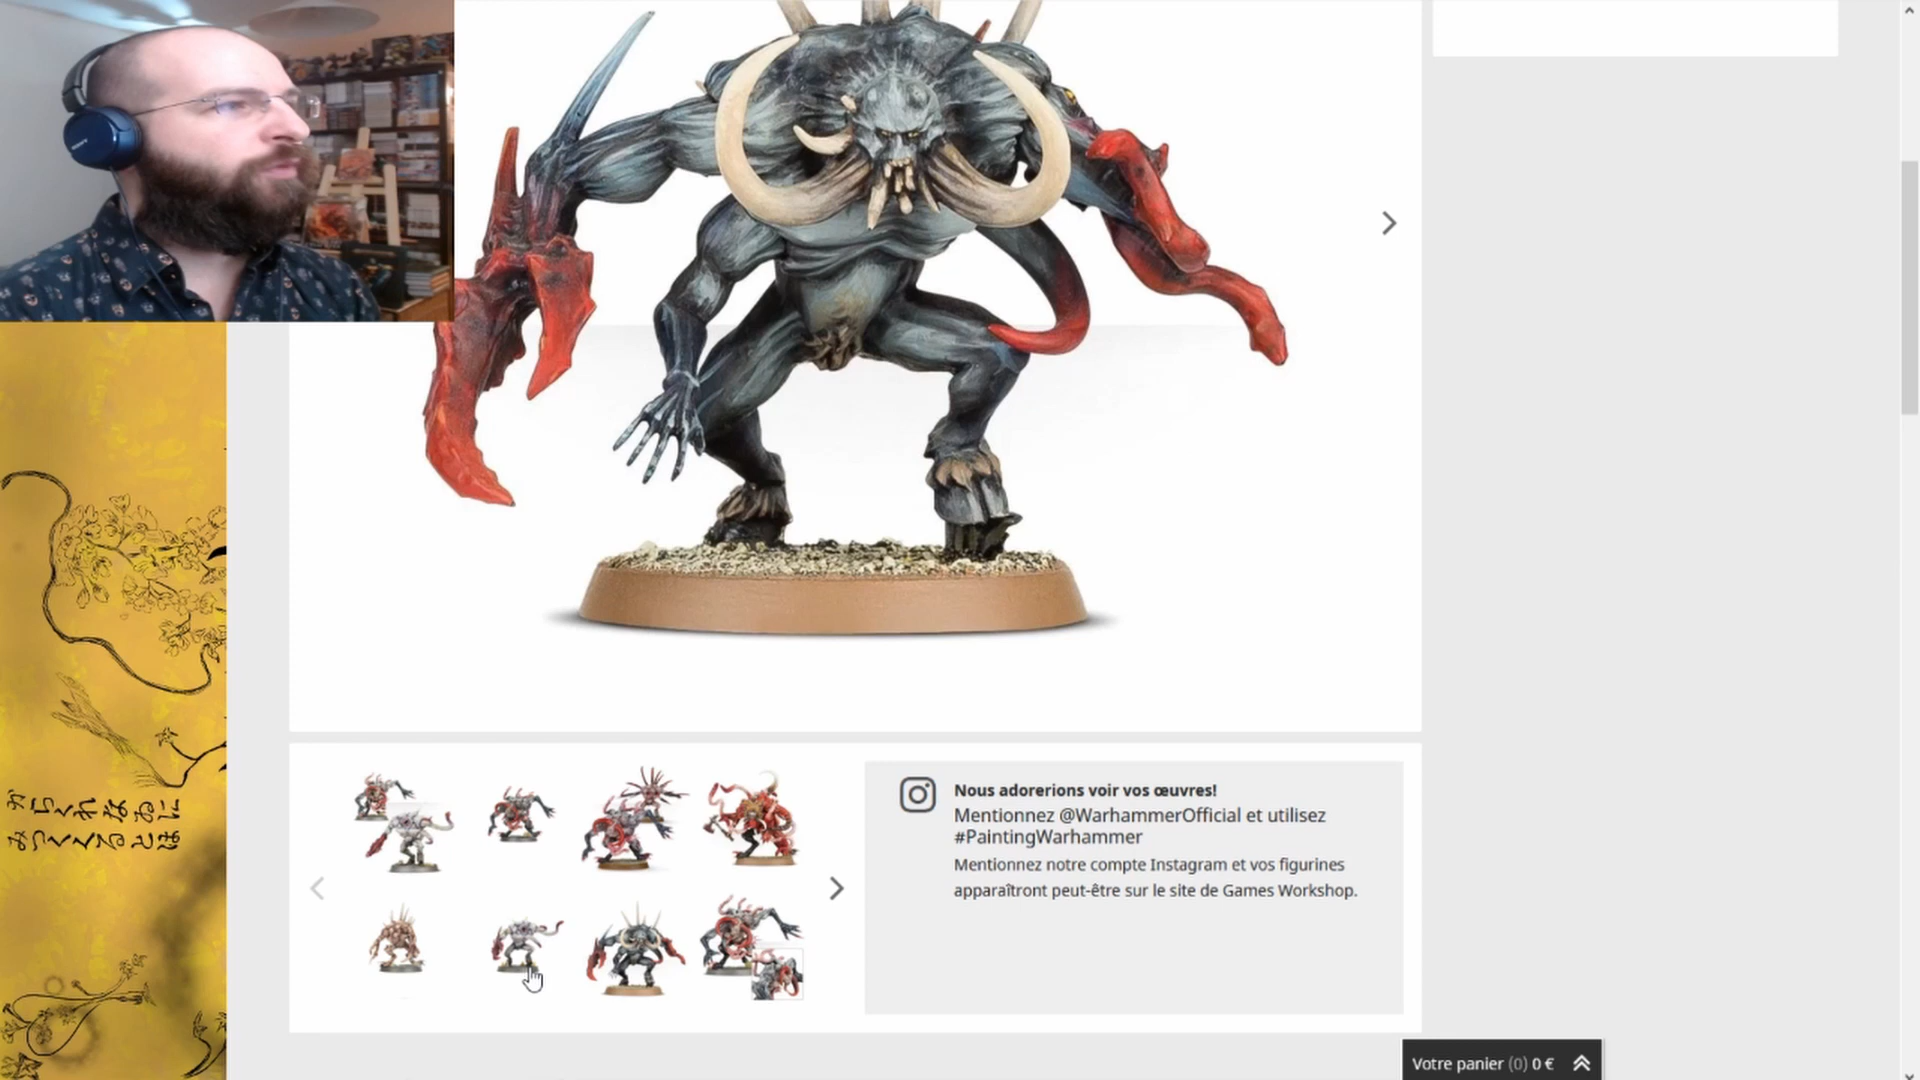 Nous adorerions voir vos œuvres!
Mentionnez @WarhammerOfficial et utilisez
#PaintingWarhammer
Mentionnez notre compte Instagram et vos figurines
apparaîtront peut-être sur le site de Games Workshop.
Votre panier (0) 0 €